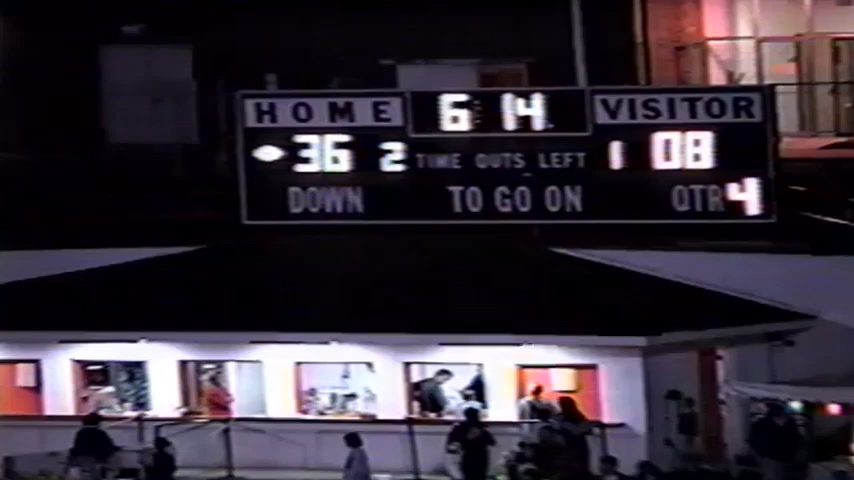 HOME 6:14 VISITOR
36 2 TIME OUTS LEFT 1 08
DOWN TO GO ON QTR 4